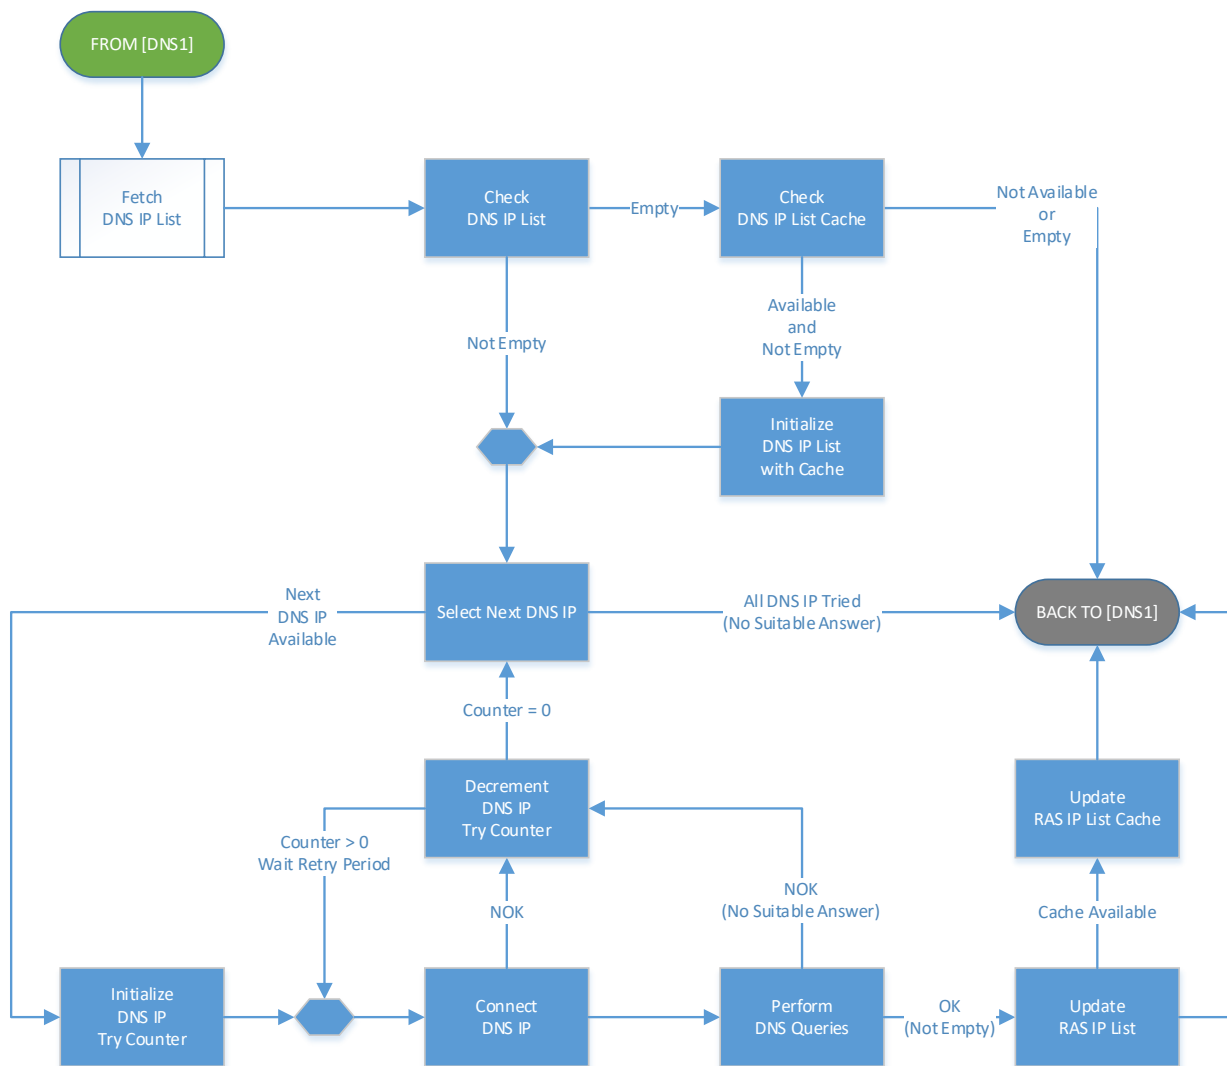 FROM [DNS1]
Fetch
DNS IP List
Check
DNS IP List
Empty
Check
DNS IP List Cache
Not Available
or
Empty
Not Empty
Available
and
Not Empty
Initialize
DNS IP List
with Cache
Next
DNS IP
Available
Select Next DNS IP
All DNS IP Tried
(No Suitable Answer)
BACK TO [DNS1]
Counter = 0
Decrement
DNS IP
Try Counter
Update
RAS IP List Cache
Counter > 0
Wait Retry Period
NOK
NOK
(No Suitable Answer)
Cache Available
Initialize
DNS IP
Try Counter
Connect
DNS IP
Perform
DNS Queries
OK
(Not Empty)
Update
RAS IP List